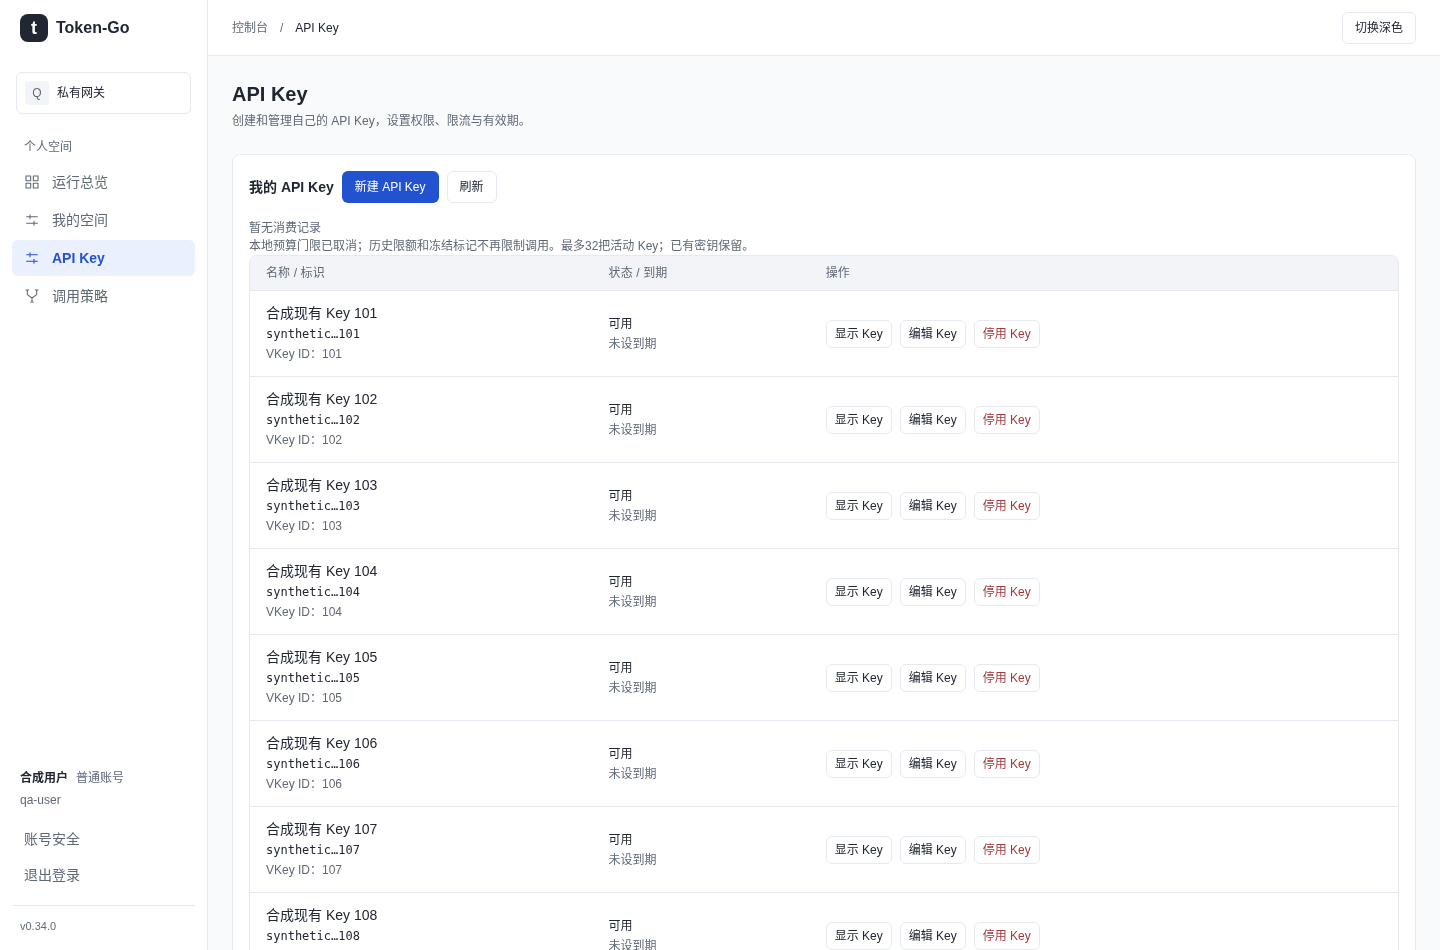 t Token-Go
Q 私有网关
个人空间
运行总览
我的空间
API Key
调用策略
合成用户 普通账号
qa-user
账号安全
退出登录
v0.34.0
控制台 / API Key
切换深色
API Key
创建和管理自己的 API Key，设置权限、限流与有效期。
我的 API Key 新建 API Key 刷新
暂无消费记录
本地预算门限已取消；历史限额和冻结标记不再限制调用。最多32把活动 Key；已有密钥保留。
名称 / 标识 状态 / 到期 操作
合成现有 Key 101
synthetic…101
VKey ID：101
可用
未设到期
显示 Key 编辑 Key 停用 Key
合成现有 Key 102
synthetic…102
VKey ID：102
可用
未设到期
显示 Key 编辑 Key 停用 Key
合成现有 Key 103
synthetic…103
VKey ID：103
可用
未设到期
显示 Key 编辑 Key 停用 Key
合成现有 Key 104
synthetic…104
VKey ID：104
可用
未设到期
显示 Key 编辑 Key 停用 Key
合成现有 Key 105
synthetic…105
VKey ID：105
可用
未设到期
显示 Key 编辑 Key 停用 Key
合成现有 Key 106
synthetic…106
VKey ID：106
可用
未设到期
显示 Key 编辑 Key 停用 Key
合成现有 Key 107
synthetic…107
VKey ID：107
可用
未设到期
显示 Key 编辑 Key 停用 Key
合成现有 Key 108
synthetic…108
可用
未设到期
显示 Key 编辑 Key 停用 Key